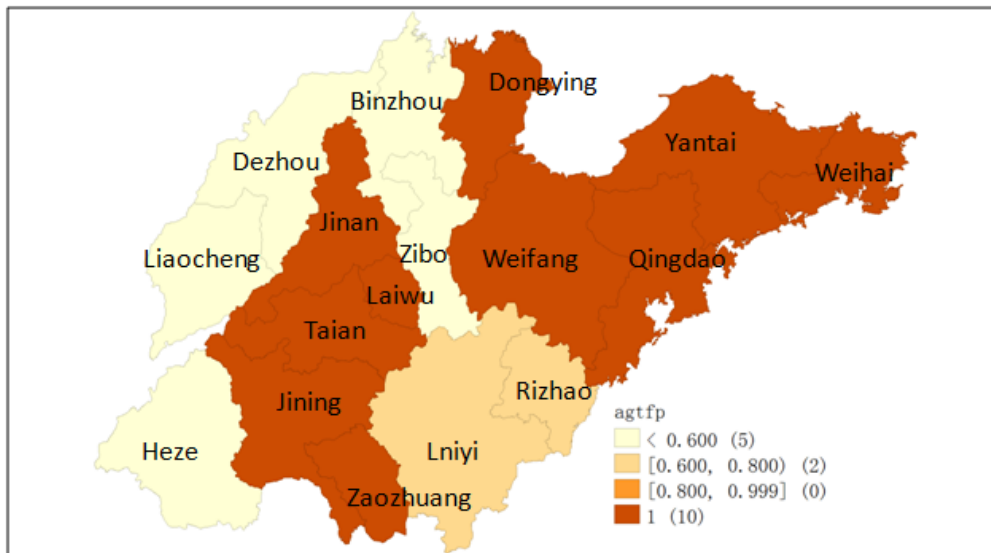 Dongying
Binzhou
Yantai
Dezhou
Weihai
Jinan
Liaocheng
Zibo
Weifang
Qingdao
Laiwu
Taian
Rizhao
Jining
Heze
Lniyi
Zaozhuang
agtfp
< 0.600 (5)
[0.600, 0.800) (2)
[0.800, 0.999] (0)
1 (10)